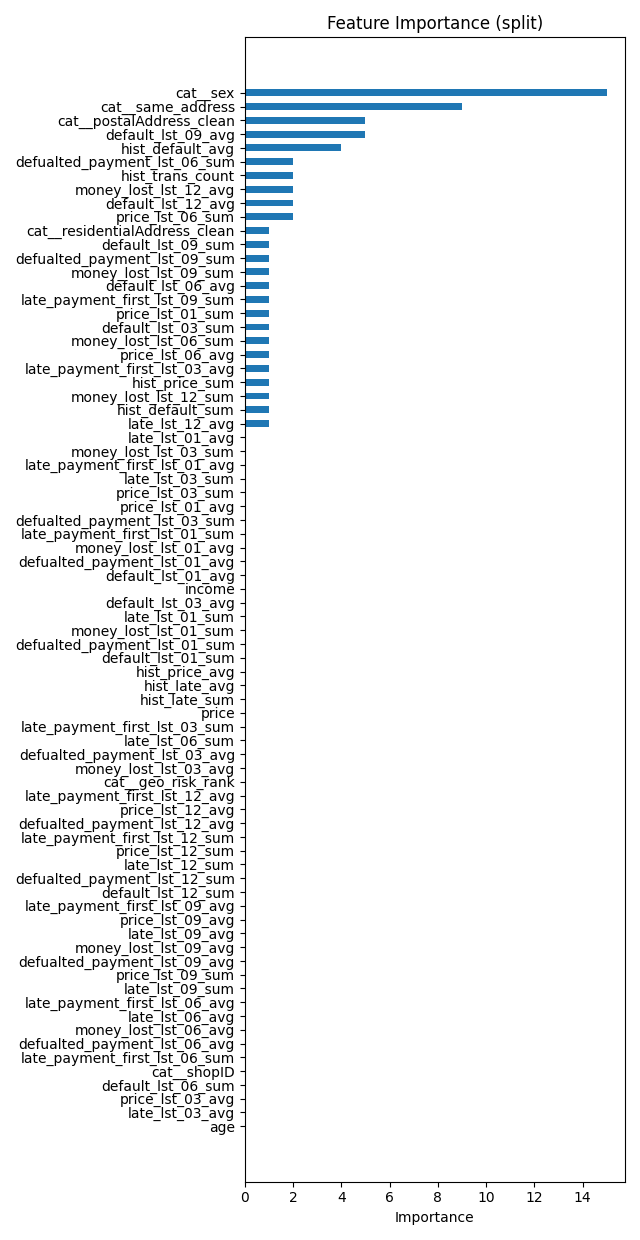 Feature Importance (split)
cat__sex
cat__same_address
cat__postalAddress_clean
default_lst_09_avg
hist_default_avg
defualted_payment_lst_06_sum
hist_trans_count
money_lost_lst_12_avg
default_lst_12_avg
price_lst_06_sum
cat__residentialAddress_clean
default_lst_09_sum
defualted_payment_lst_09_sum
money_lost_lst_09_sum
default_lst_06_avg
late_payment_first_lst_09_sum
price_lst_01_sum
default_lst_03_sum
money_lost_lst_06_sum
price_lst_06_avg
late_payment_first_lst_03_avg
hist_price_sum
money_lost_lst_12_sum
hist_default_sum
late_lst_12_avg
late_lst_01_avg
money_lost_lst_03_sum
late_payment_first_lst_01_avg
late_lst_03_sum
price_lst_03_sum
price_lst_01_avg
defualted_payment_lst_03_sum
late_payment_first_lst_01_sum
money_lost_lst_01_avg
defualted_payment_lst_01_avg
default_lst_01_avg
income
default_lst_03_avg
late_lst_01_sum
money_lost_lst_01_sum
defualted_payment_lst_01_sum
default_lst_01_sum
hist_price_avg
hist_late_avg
hist_late_sum
price
late_payment_first_lst_03_sum
late_lst_06_sum
defualted_payment_lst_03_avg
money_lost_lst_03_avg
cat__geo_risk_rank
late_payment_first_lst_12_avg
price_lst_12_avg
defualted_payment_lst_12_avg
late_payment_first_lst_12_sum
price_lst_12_sum
late_lst_12_sum
defualted_payment_lst_12_sum
default_lst_12_sum
late_payment_first_lst_09_avg
price_lst_09_avg
late_lst_09_avg
money_lost_lst_09_avg
defualted_payment_lst_09_avg
price_lst_09_sum
late_lst_09_sum
late_payment_first_lst_06_avg
late_lst_06_avg
money_lost_lst_06_avg
defualted_payment_lst_06_avg
late_payment_first_lst_06_sum
cat__shopID
default_lst_06_sum
price_lst_03_avg
late_lst_03_avg
age
0 2 4 6 8 10 12 14
Importance